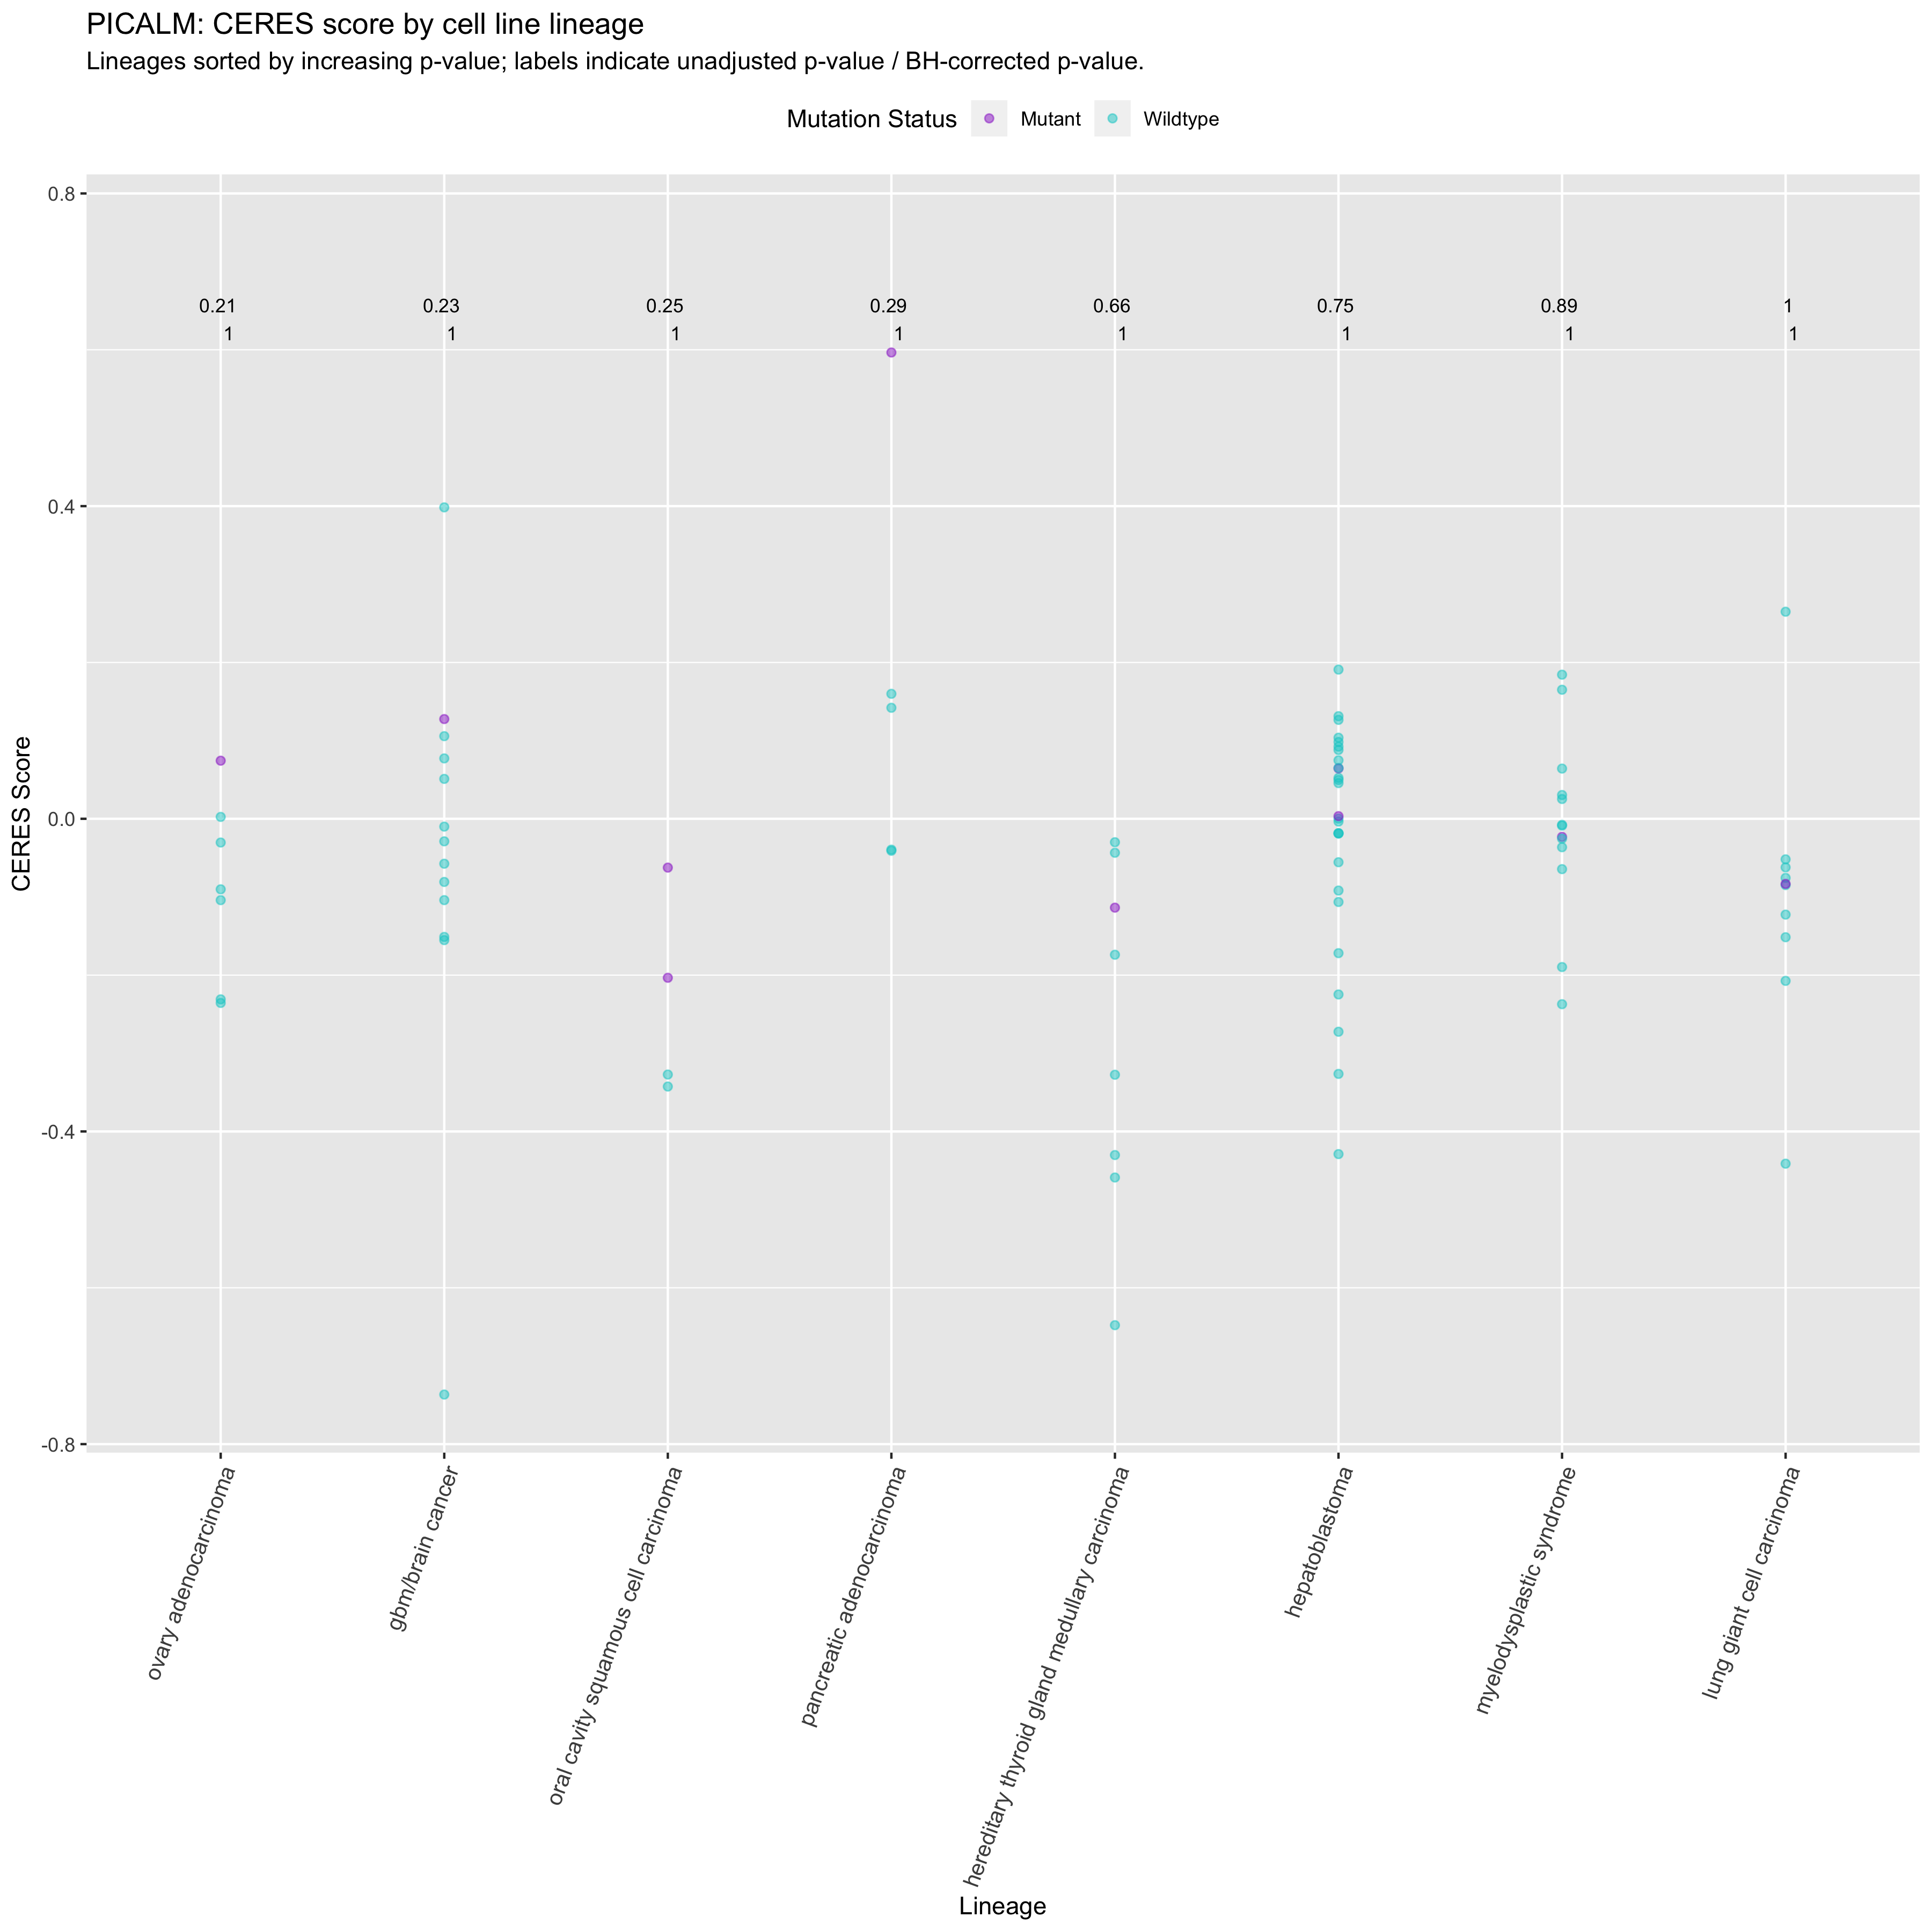 PICALM: CERES score by cell line lineage
Lineages sorted by increasing p-value; labels indicate unadjusted p-value / BH-corrected p-value.
Mutation Status Mutant Wildtype
0.8
0.21 0.23 0.25 0.29 0.66 0.75 0.89 1
1 1 1 1 1 1 1 1
0.4
0.0
-0.4
-0.8
CERES Score
ovary adenocarcinoma
gbm/brain cancer
oral cavity squamous cell carcinoma
pancreatic adenocarcinoma
hereditary thyroid gland medullary carcinoma
hepatoblastoma
myelodysplastic syndrome
lung giant cell carcinoma
Lineage